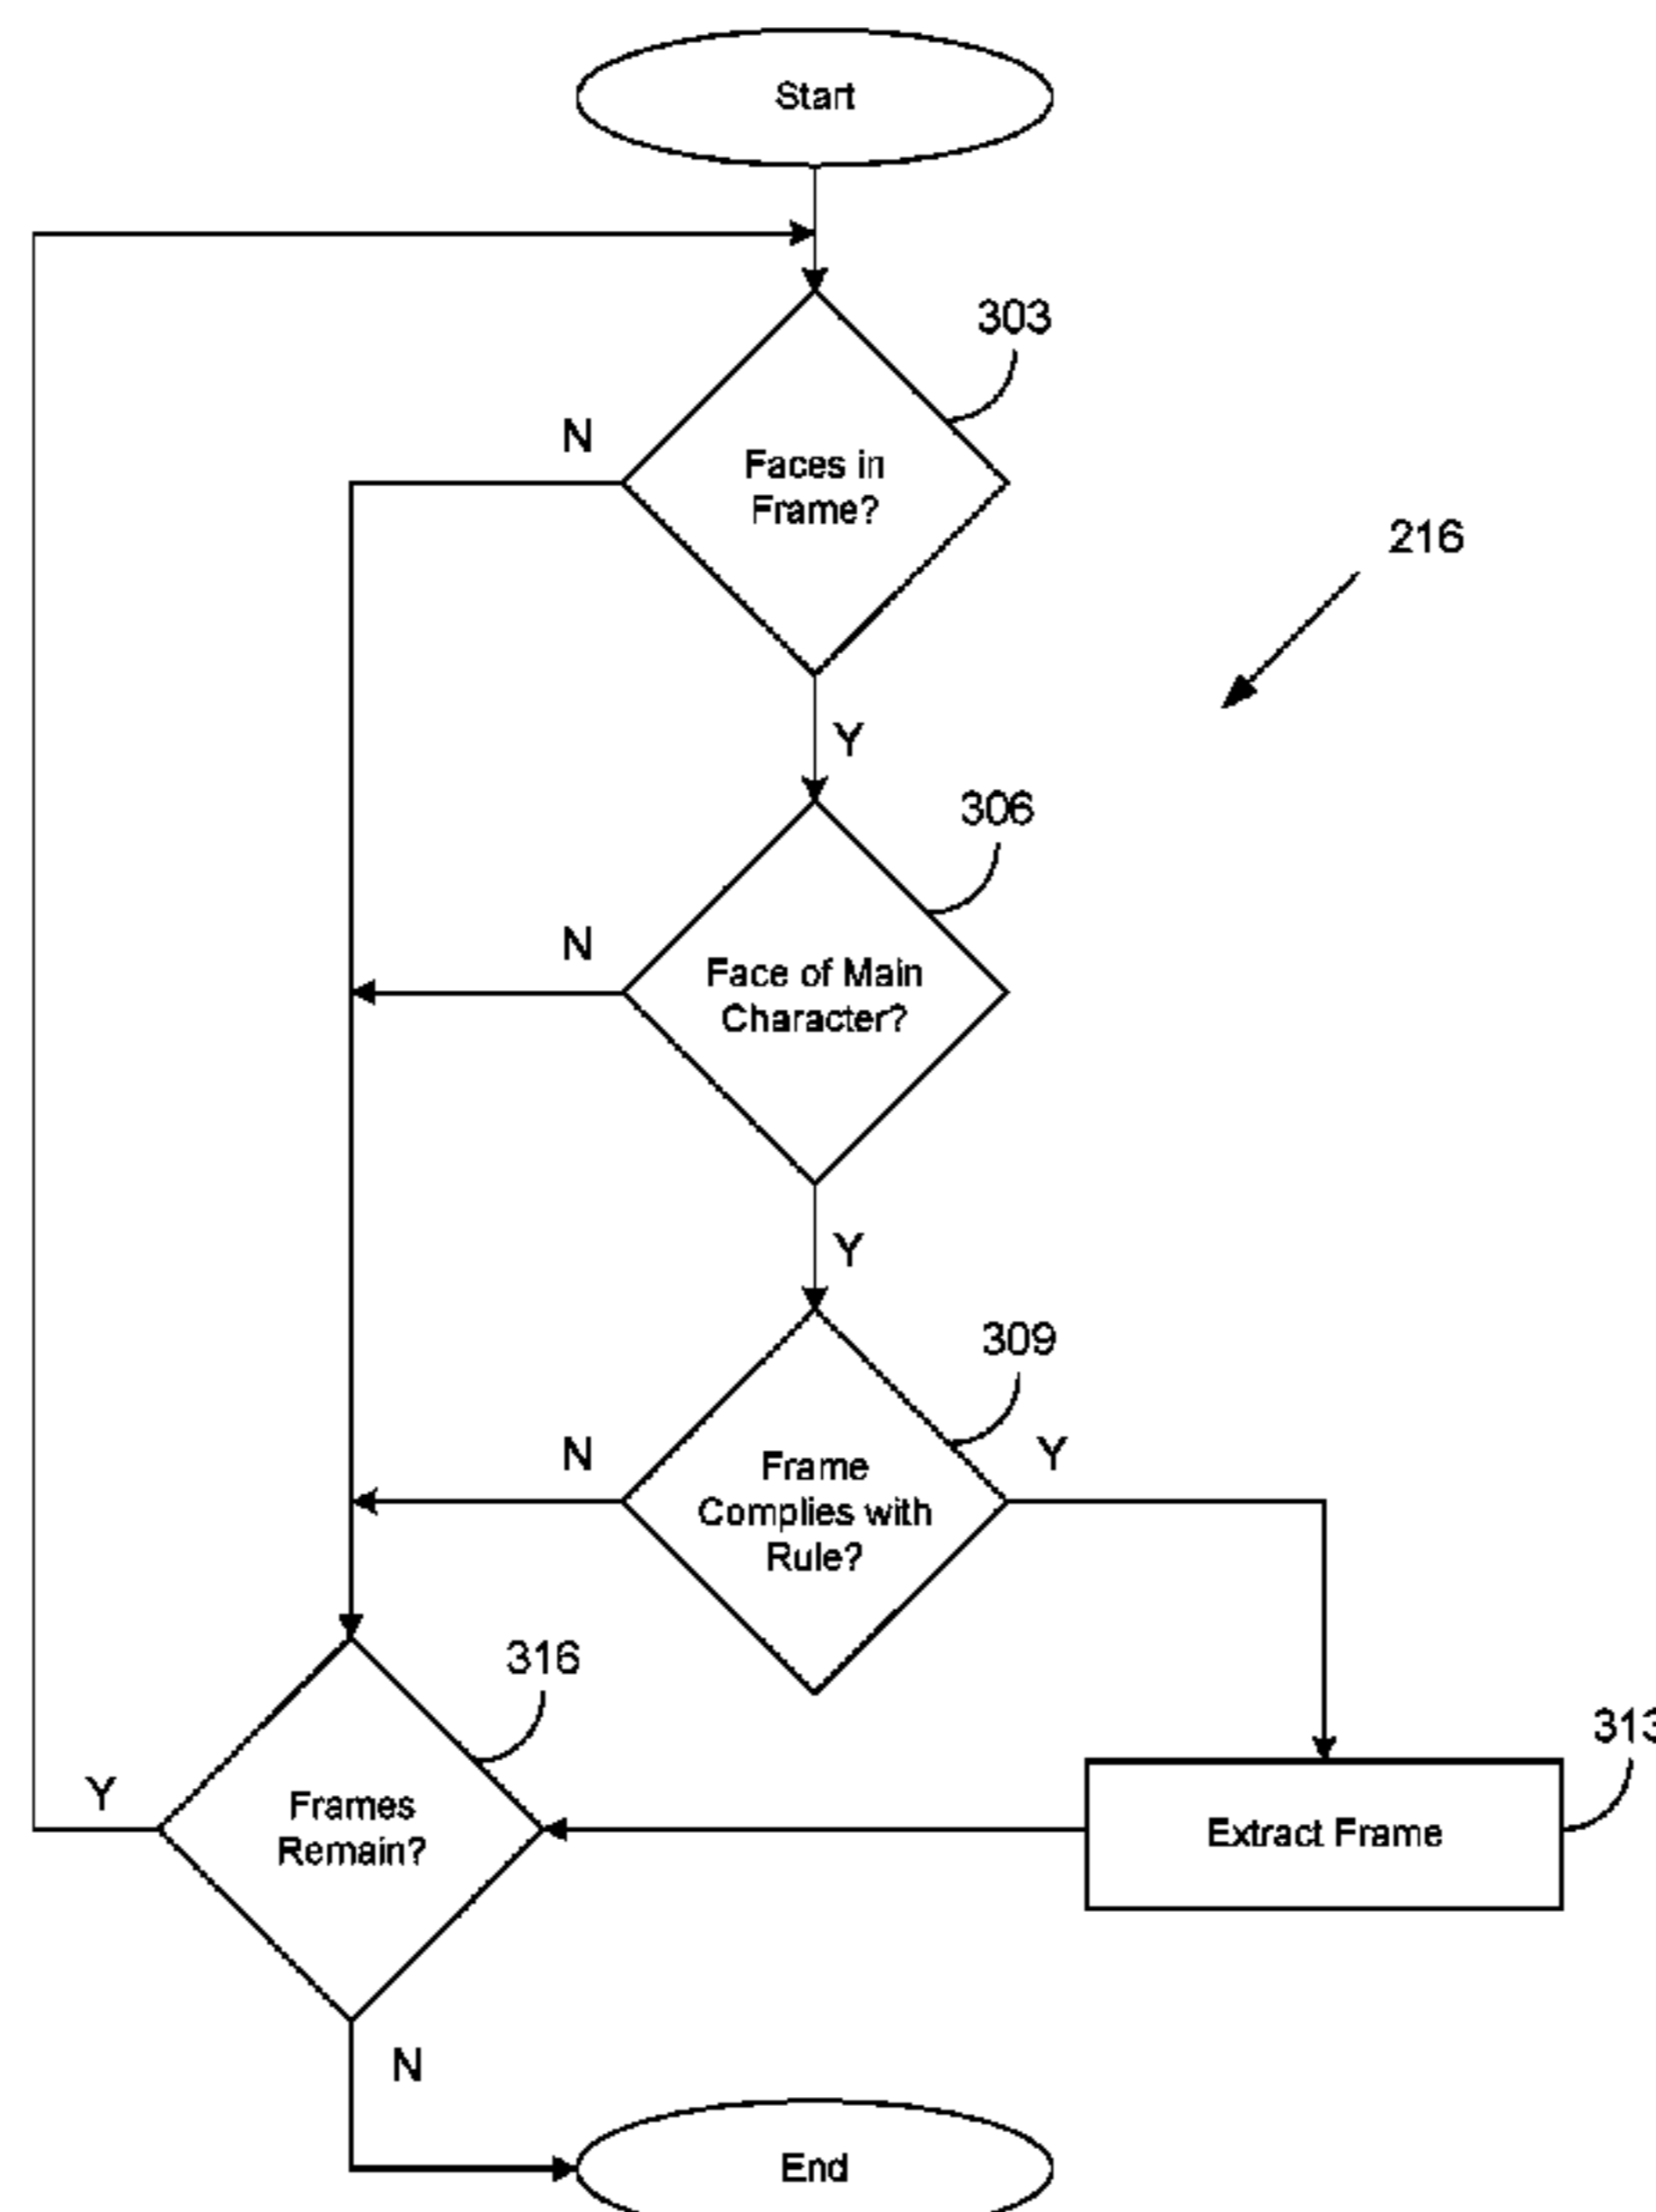 Start
303
N
Faces in
Frame?
216
Y
306
N
Face of Main
Character?
Y
309
N
Y
Frame
Complies with
Rule?
316
313
Y
Frames
Remain?
Extract Frame
N
End